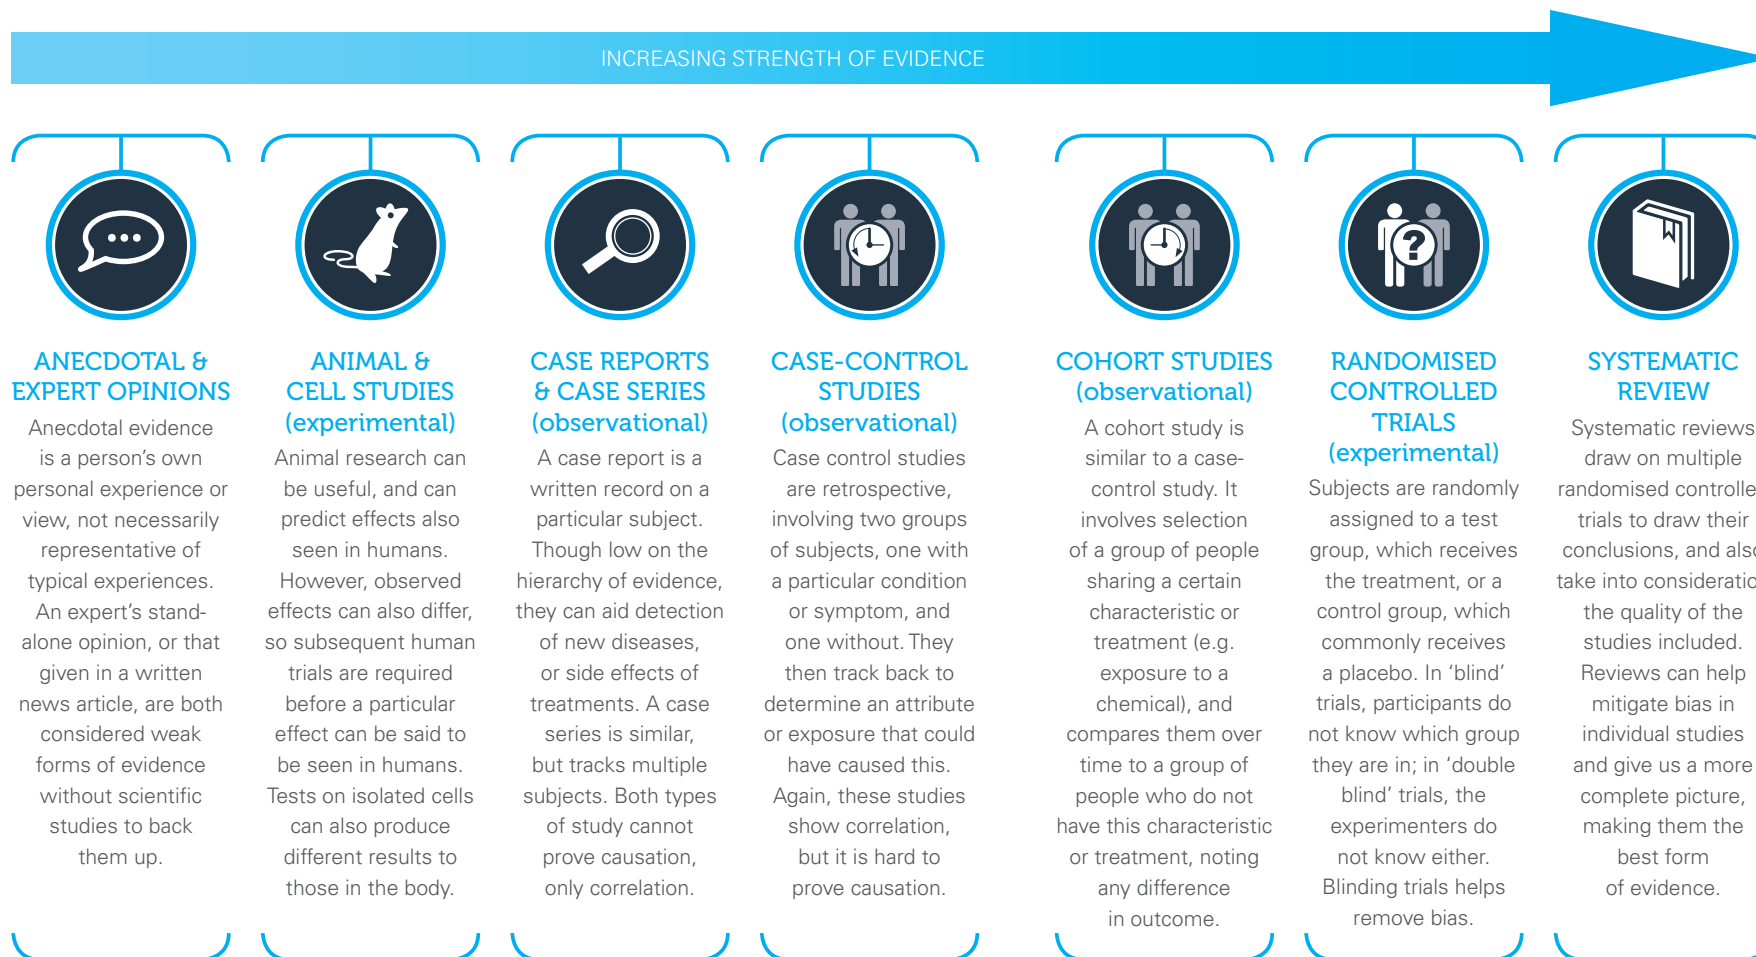 INCREASING STRENGTH OF EVIDENCE
ANECDOTAL &
EXPERT OPINIONS
Anecdotal evidence
is a person’s own
personal experience or
view, not necessarily
representative of
typical experiences.
An expert’s stand-
alone opinion, or that
given in a written
news article, are both
considered weak
forms of evidence
without scientific
studies to back
them up.
ANIMAL &
CELL STUDIES
(experimental)
Animal research can
be useful, and can
predict effects also
seen in humans.
However, observed
effects can also differ,
so subsequent human
trials are required
before a particular
effect can be said to
be seen in humans.
Tests on isolated cells
can also produce
different results to
those in the body.
CASE REPORTS
& CASE SERIES
(observational)
A case report is a
written record on a
particular subject.
Though low on the
hierarchy of evidence,
they can aid detection
of new diseases,
or side effects of
treatments. A case
series is similar,
but tracks multiple
subjects. Both types
of study cannot
prove causation,
only correlation.
CASE-CONTROL
STUDIES
(observational)
Case control studies
are retrospective,
involving two groups
of subjects, one with
a particular condition
or symptom, and
one without. They
then track back to
determine an attribute
or exposure that could
have caused this.
Again, these studies
show correlation,
but it is hard to
prove causation.
COHORT STUDIES
(observational)
A cohort study is
similar to a case-
control study. It
involves selection
of a group of people
sharing a certain
characteristic or
treatment (e.g.
exposure to a
chemical), and
compares them over
time to a group of
people who do not
have this characteristic
or treatment, noting
any difference
in outcome.
?
RANDOMISED
CONTROLLED
TRIALS
(experimental)
Subjects are randomly
assigned to a test
group, which receives
the treatment, or a
control group, which
commonly receives
a placebo. In ‘blind’
trials, participants do
not know which group
they are in; in ‘double
blind’ trials, the
experimenters do
not know either.
Blinding trials helps
remove bias.
SYSTEMATIC
REVIEW
Systematic reviews
draw on multiple
randomised controlle
trials to draw their
conclusions, and also
take into consideratio
the quality of the
studies included.
Reviews can help
mitigate bias in
individual studies
and give us a more
complete picture,
making them the
best form
of evidence.